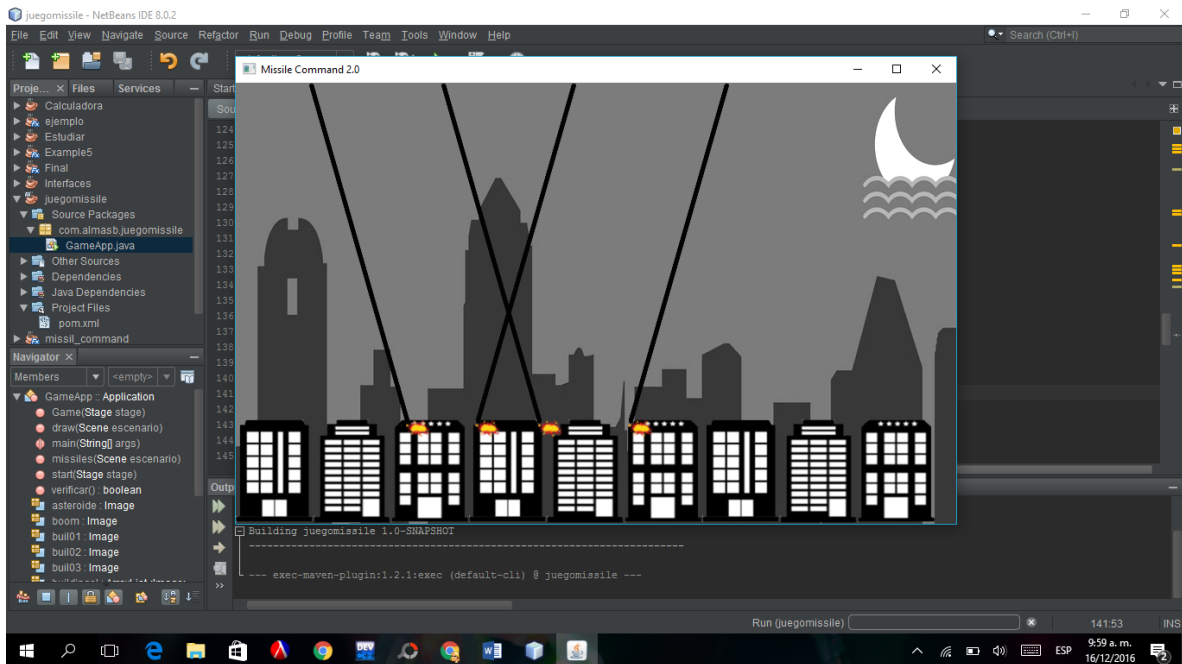 juegomissile - NetBeans IDE 8.0.2
File Edit View Navigate Source Refactor Run Debug Profile Team Tools Window Help
Search (Ctrl+I)
Missile Command 2.0
Proje... Files Services
Start
Sou
Calculadora
ejemplo
Estudiar
Example5
Final
Interfaces
juegomissile
Source Packages
com.almasb.juegomissile
GameApp.java
Other Sources
Dependencies
Java Dependencies
Project Files
pom.xml
missil_command
124
125
126
127
128
129
130
131
132
133
134
135
136
137
138
139
140
141
142
143
144
145
Navigator
Members <empty>
GameApp :: Application
Game(Stage stage)
draw(Scene escenario)
main(String[] args)
missiles(Scene escenario)
start(Stage stage)
verificar() : boolean
asteroide : Image
boom : Image
buil01 : Image
buil02 : Image
buil03 : Image
Outp
Building juegomissile 1.0-SNAPSHOT
------------------------------------------------------------------------
--- exec-maven-plugin:1.2.1:exec (default-cli) @ juegomissile ---
Run (juegomissile)
141:53
INS
DEV
ESP
9:59 a. m.
16/12/2016
2